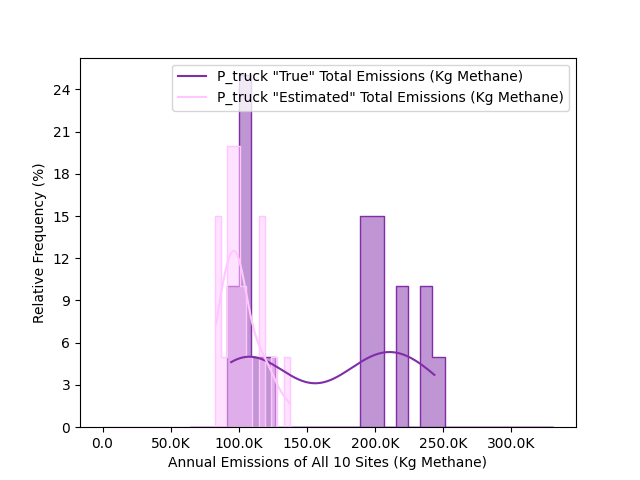 P_truck "True" Total Emissions (Kg Methane)
P_truck "Estimated" Total Emissions (Kg Methane)
24
21
18
15
12
9
6
3
0
Relative Frequency (%)
0.0 50.0K 100.0K 150.0K 200.0K 250.0K 300.0K
Annual Emissions of All 10 Sites (Kg Methane)